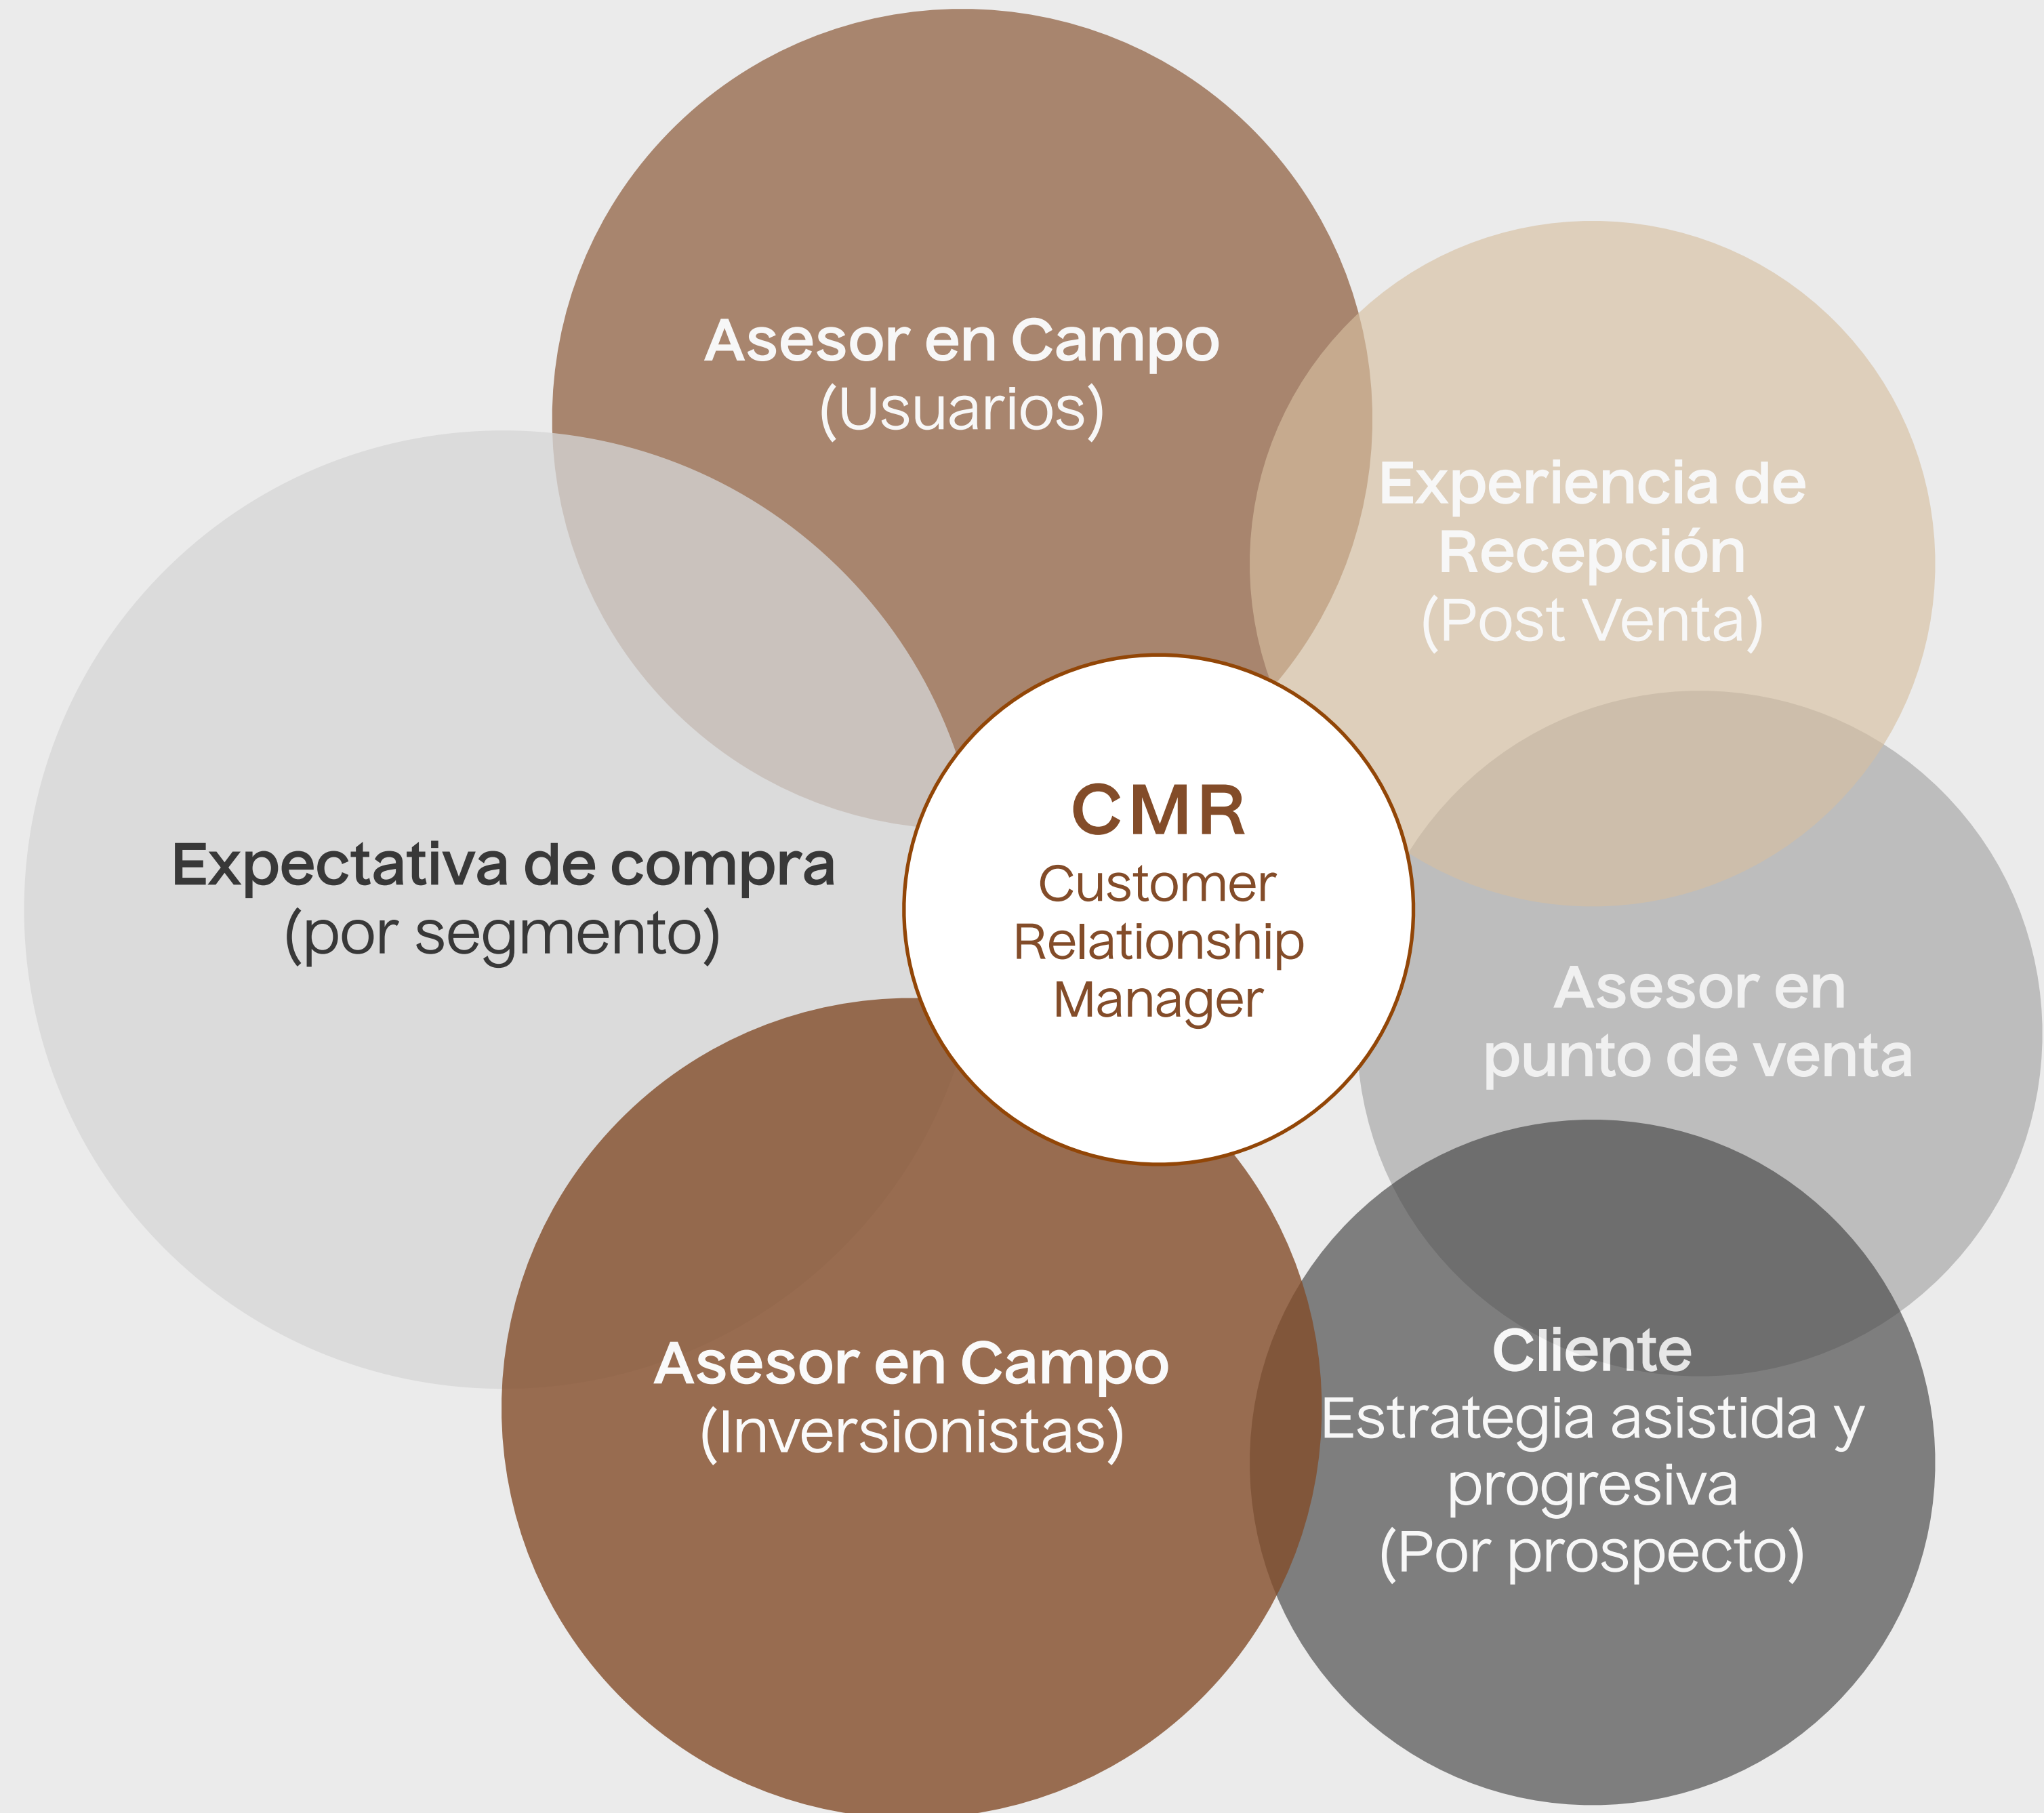 Asesor en Campo
(Usuarios)
Experiencia de
Recepción
(Post Venta)
Expectativa de compra
(por segmento)
CMR
Customer
Relationship
Manager
Asesor en
punto de venta
Asesor en Campo
(Inversionistas)
Cliente
Estrategia asistida y
progresiva
(Por prospecto)